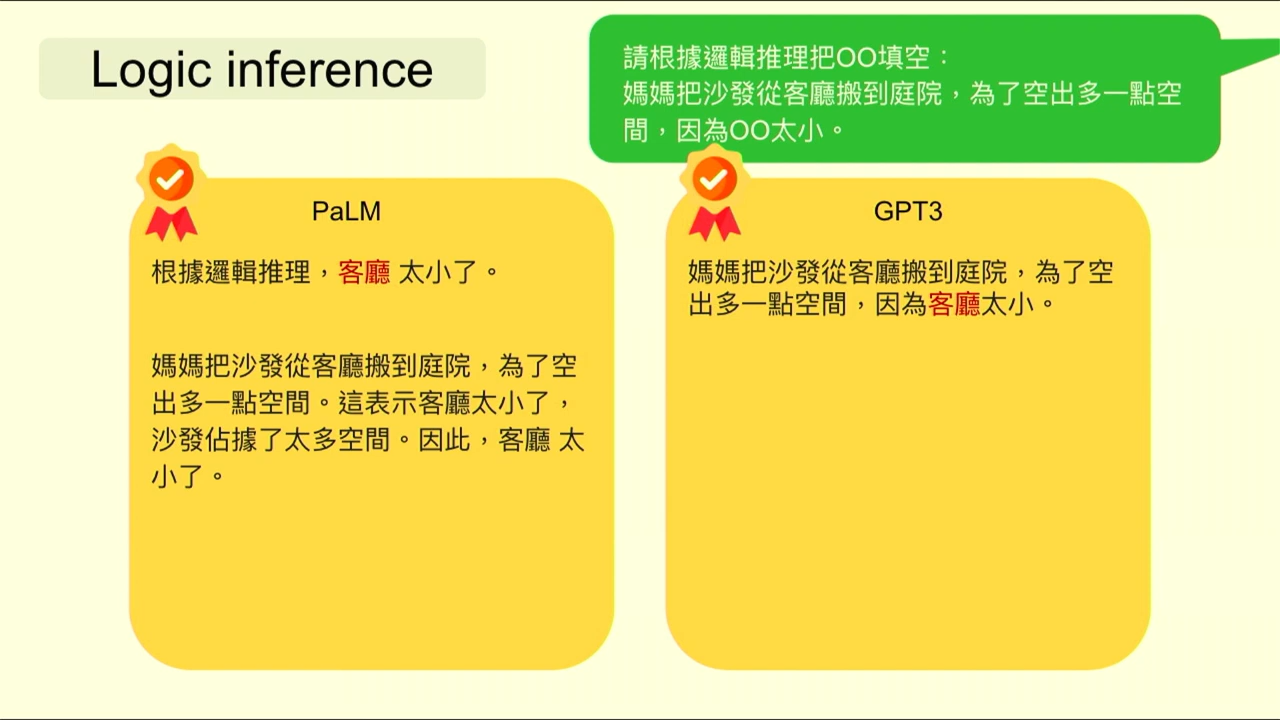 Logic inference
請根據邏輯推理把OO填空：
媽媽把沙發從客廳搬到庭院，為了空出多一點空
間，因為OO太小。
PaLM
根據邏輯推理，客廳 太小了。
媽媽把沙發從客廳搬到庭院，為了空
出多一點空間。這表示客廳太小了，
沙發佔據了太多空間。因此，客廳 太
小了。
GPT3
媽媽把沙發從客廳搬到庭院，為了空
出多一點空間，因為客廳太小。